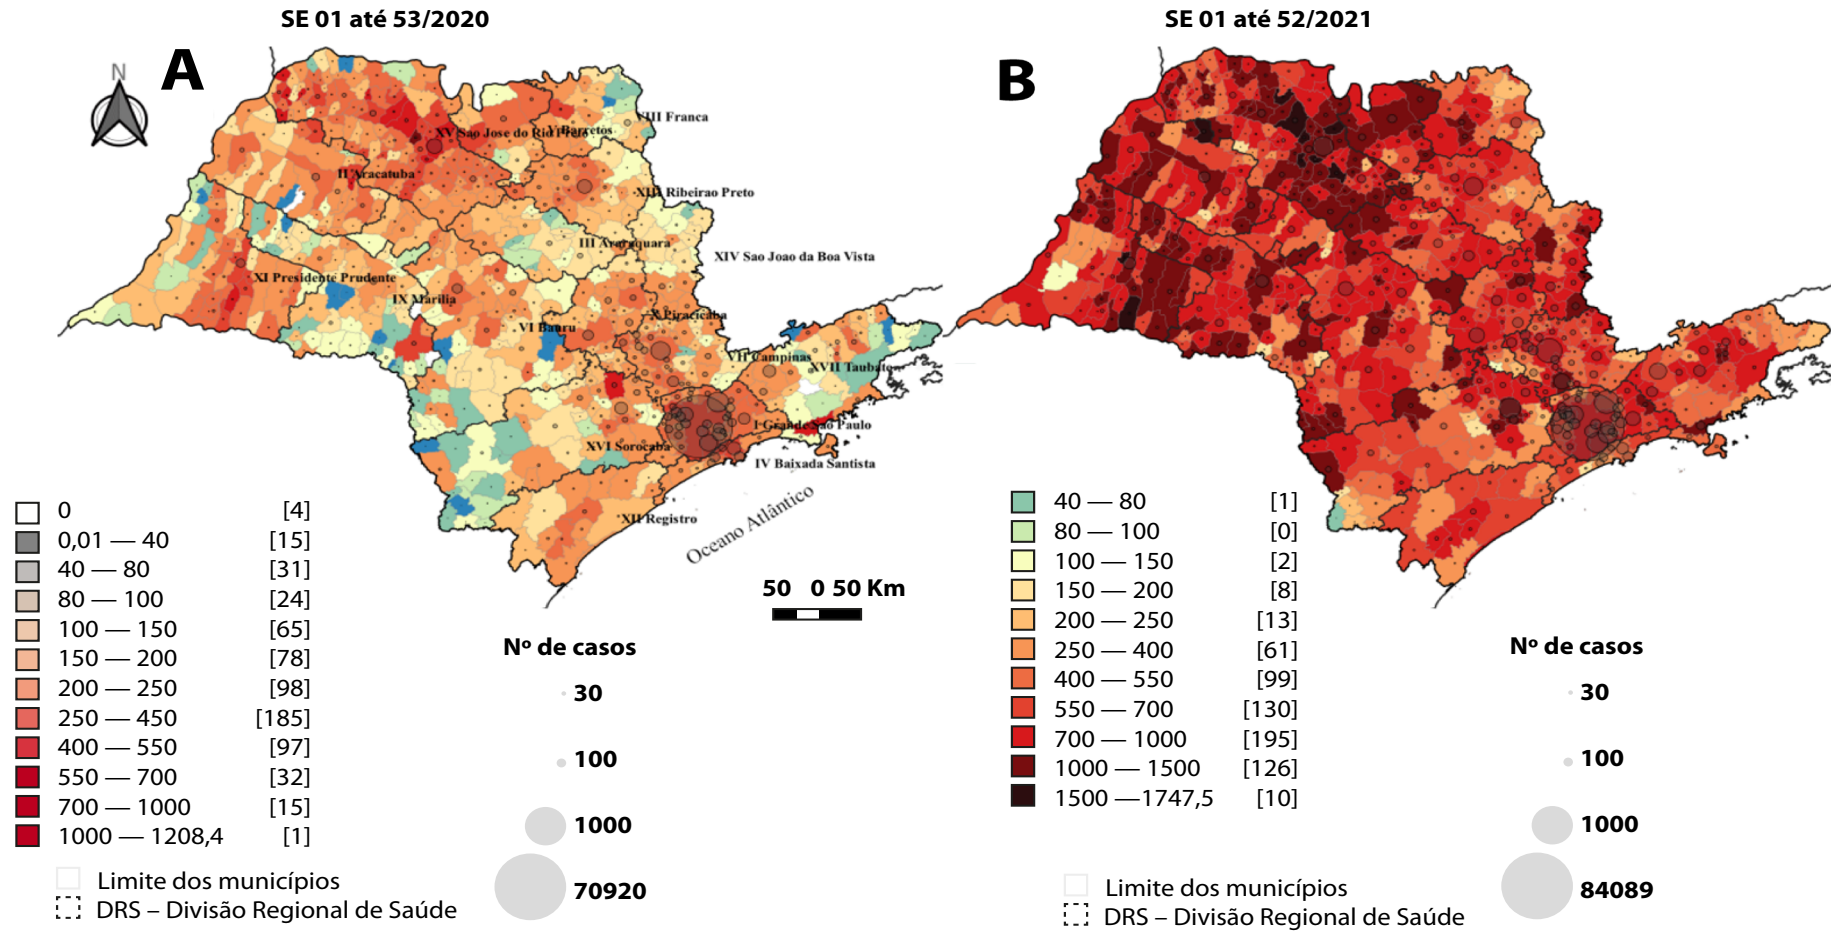 SE 01 até 53/2020
SE 01 até 52/2021
N
A
B
VIII Franca
XV Sao Jose do Rio Preto
V Barretos
II Aracatuba
XIII Ribeirao Preto
III Araraquara
XIV Sao Joao da Boa Vista
XI Presidente Prudente
IX Marilia
X Piracicaba
VI Bauru
VII Campinas
XVII Taubate
I Grande Sao Paulo
XVI Sorocaba
IV Baixada Santista
XII Registro
Oceano Atlântico
50 0 50 Km
0 [4]
0,01 — 40 [15]
40 — 80 [31]
80 — 100 [24]
100 — 150 [65]
150 — 200 [78]
200 — 250 [98]
250 — 450 [185]
400 — 550 [97]
550 — 700 [32]
700 — 1000 [15]
1000 — 1208,4 [1]
Limite dos municípios
DRS – Divisão Regional de Saúde
Nº de casos
30
100
1000
70920
40 — 80 [1]
80 — 100 [0]
100 — 150 [2]
150 — 200 [8]
200 — 250 [13]
250 — 400 [61]
400 — 550 [99]
550 — 700 [130]
700 — 1000 [195]
1000 — 1500 [126]
1500 —1747,5 [10]
Limite dos municípios
DRS – Divisão Regional de Saúde
Nº de casos
30
100
1000
84089